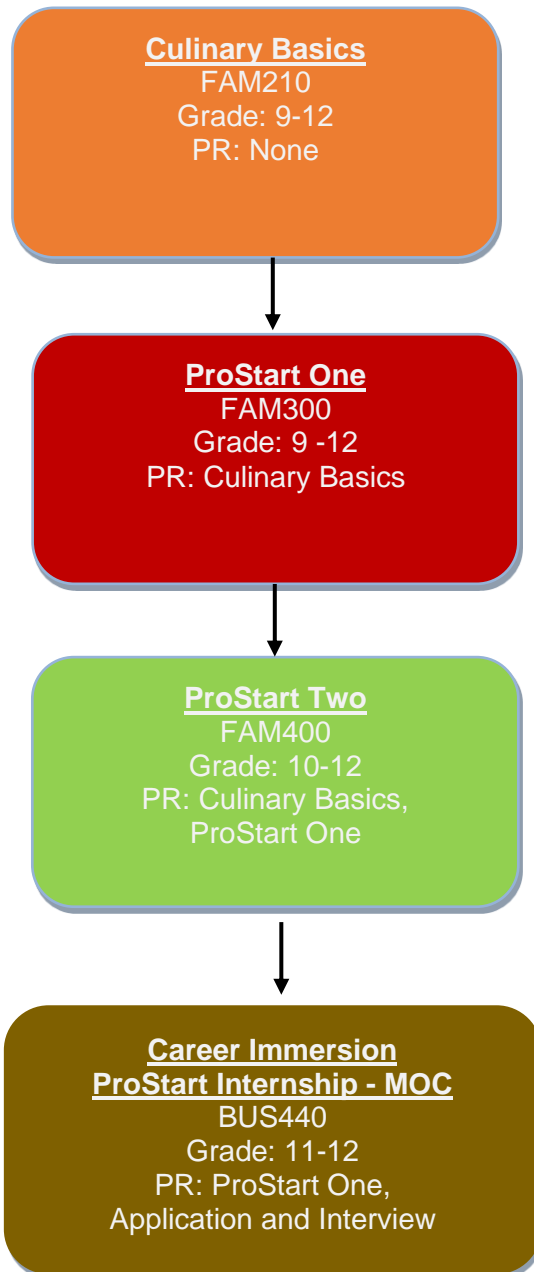 Culinary Basics
FAM210
Grade: 9-12
PR: None
ProStart One
FAM300
Grade: 9 -12
PR: Culinary Basics
ProStart Two
FAM400
Grade: 10-12
PR: Culinary Basics,
ProStart One
Career Immersion
ProStart Internship - MOC
BUS440
Grade: 11-12
PR: ProStart One,
Application and Interview